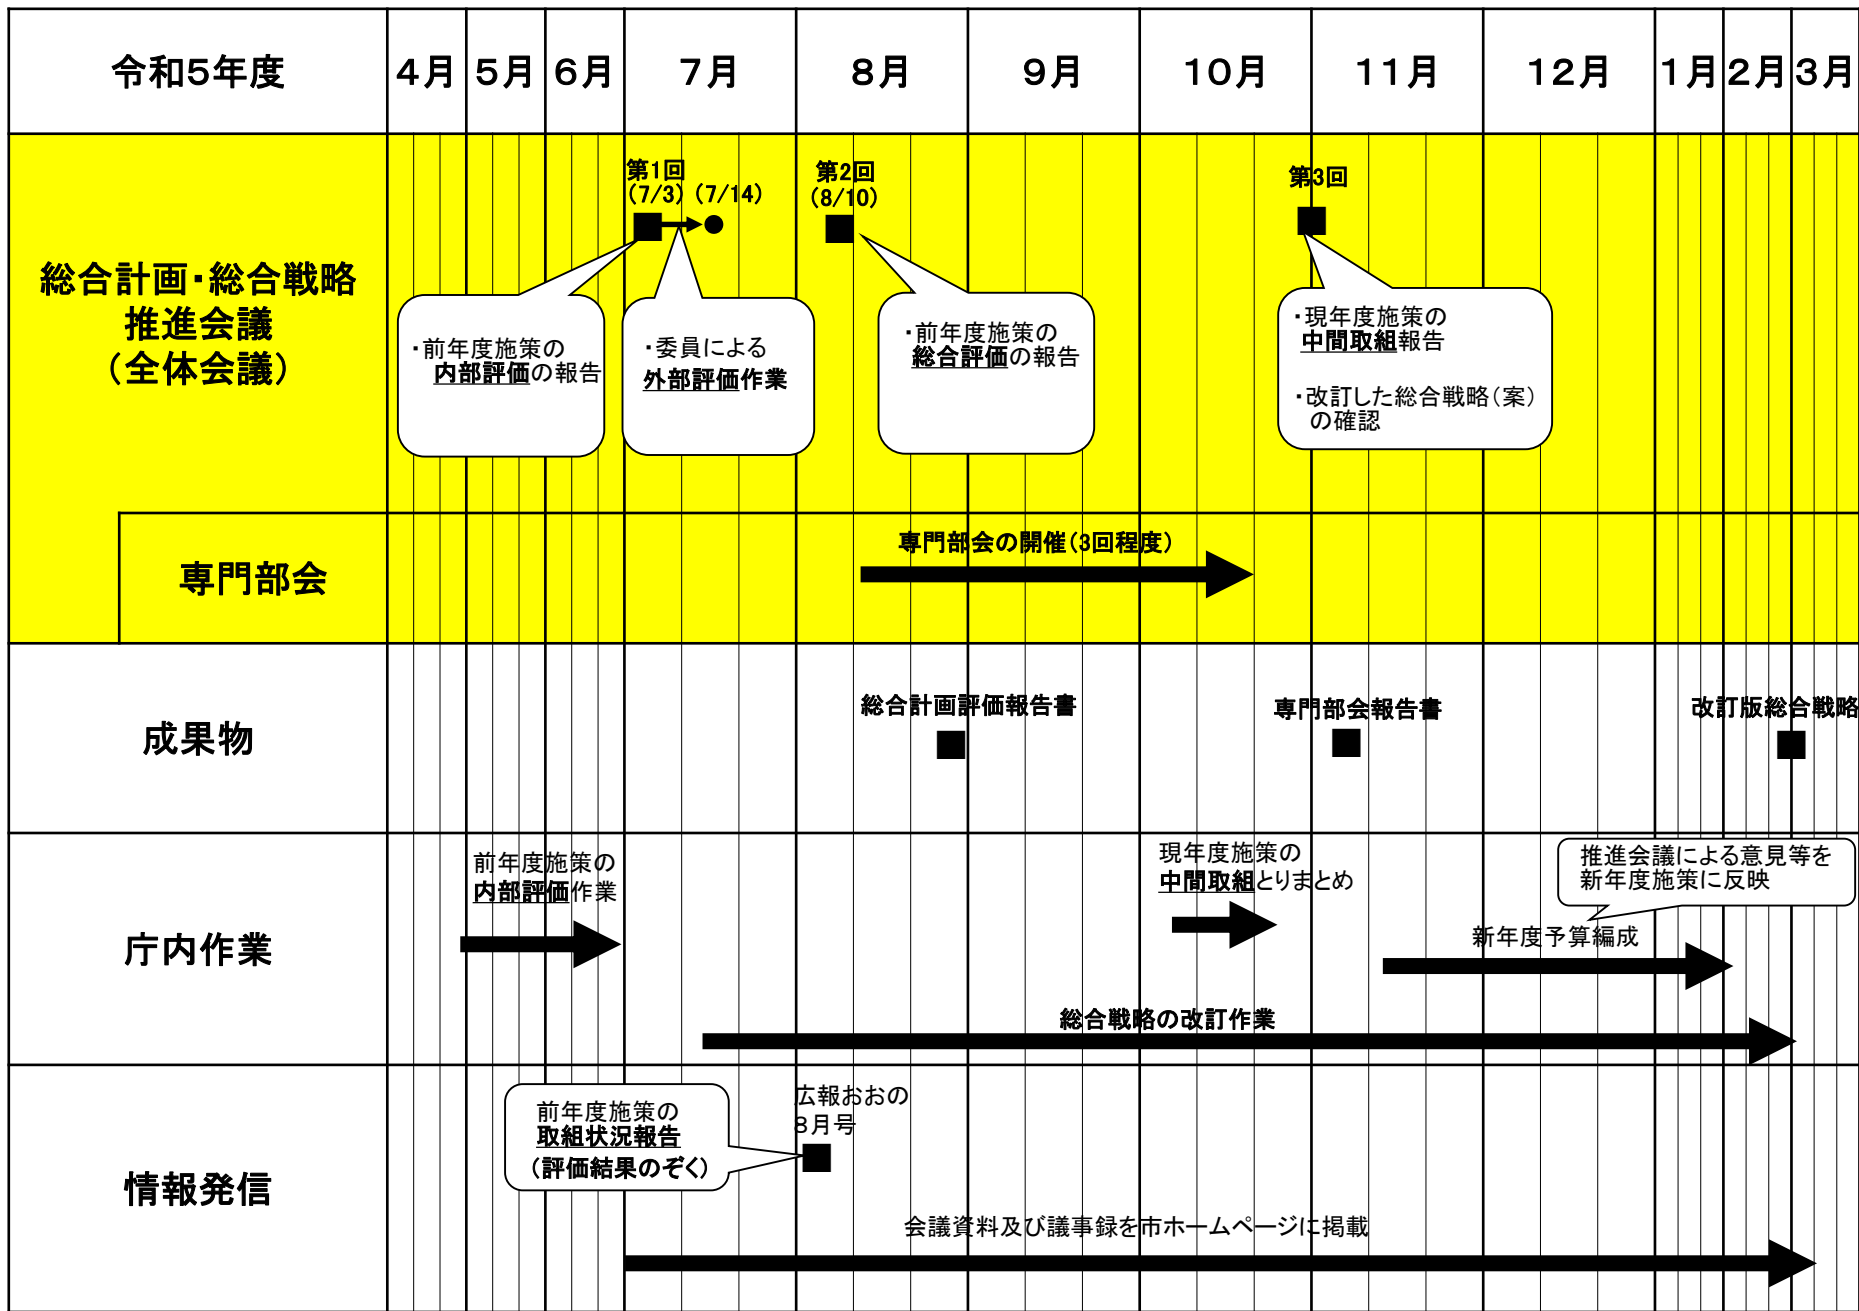 令和5年度
4月
5月
6月
7月
8月
9月
10月
11月
12月
1月
2月
3月
総合計画・総合戦略
推進会議
（全体会議）
第1回
（7/3）（7/14）
第2回
（8/10）
第3回
・前年度施策の
内部評価の報告
・委員による
外部評価作業
・前年度施策の
総合評価の報告
・現年度施策の
中間取組報告
・改訂した総合戦略（案）
の確認
専門部会
専門部会の開催（3回程度）
成果物
総合計画評価報告書
専門部会報告書
改訂版総合戦略
庁内作業
前年度施策の
内部評価作業
現年度施策の
中間取組とりまとめ
推進会議による意見等を
新年度施策に反映
新年度予算編成
総合戦略の改訂作業
情報発信
前年度施策の
取組状況報告
（評価結果のぞく）
広報おおの
8月号
会議資料及び議事録を市ホームページに掲載